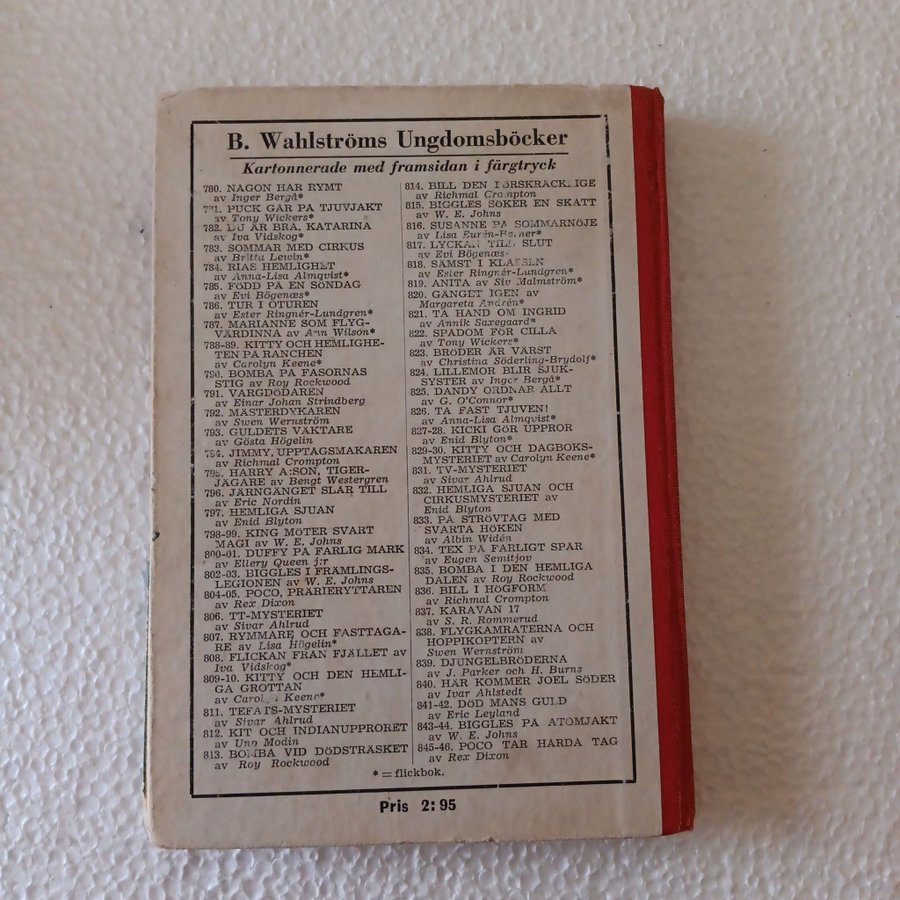 B. Wahlströms Ungdomsböcker
Kartonnerade med framsidan i färgtryck
780. NÅGON HAR RYMT
av Inger Bergå*
PUCK GÅR PÅ TJUVJAKT
av Tony Wickers*
782. DU ÄR BRA, KATARINA
av Iva Vidskog*
783. SOMMAR MED CIRKUS
av Britta Lewin*
784. RIAS HEMLIGHET
av Anna-Lisa Almqvist*
785. FÖDD PÅ EN SÖNDAG
av Evi Bögenæs*
786. TUR I OTUREN
av Ester Ringnér-Lundgren*
787. MARIANNE SOM FLYG-
VÄRDINNA av Ann Wilson*
788-89. KITTY OCH HEMLIGHE-
TEN PÅ RANCHEN
av Carolyn Keene*
790. BOMBA PÅ FASORNAS
STIG av Roy Rockwood
791. VARGDÖDAREN
av Einar Johan Strindberg
792. MÄSTERDYKAREN
av Swen Wernström
793. GULDETS VÄKTARE
av Gösta Högelin
794. JIMMY, UPPTAGSMAKAREN
av Richmal Crompton
795. HARRY A:SON, TIGER-
JÄGARE av Bengt Westergren
796. JÄRNGÄNGET SLÅR TILL
av Eric Nordin
797. HEMLIGA SJUAN
av Enid Blyton
798-99. KING MÖTER SVART
MAGI av W. E. Johns
800-01. DUFFY PÅ FARLIG MARK
av Ellery Queen j:r
802-03. BIGGLES I FRÄMLINGS-
LEGIONEN av W. E. Johns
804-05. POCO, PRÄRIERYTTAREN
av Rex Dixon
806. TT-MYSTERIET
av Sivar Ahlrud
807. RYMMARE OCH FASTTAGA-
RE av Lisa Högelin*
808. FLICKAN FRÅN FJÄLLET av
Iva Vidskog*
809-10. KITTY OCH DEN HEMLI-
GA GROTTAN
av Carolyn Keene*
811. TEFAT'S-MYSTERIET
av Sivar Ahlrud
812. KIT OCH INDIANUPPRORET
av Uno Modin
813. BOMBA VID DÖDSTRÄSKET
av Roy Rockwood
814. BILL DEN FÖRSKRÄCKLIGE
av Richmal Crompton
815. BIGGLES SÖKER EN SKATT
av W. E. Johns
816. SUSANNE PÅ SOMMARNÖJE
av Lisa Eurén-Berner*
817. LYCKAN TILL SLUT
av Evi Bögenæs*
818. SÄMST I KLASSEN
av Ester Ringnér-Lundgren*
819. ANITA av Siv Malmström*
820. GÄNGET IGEN av
Margareta Andrén*
821. TA HAND OM INGRID
av Annik Saxegaard*
822. SPÅDOM FÖR CILLA
av Tony Wickers*
823. BRÖDER ÄR VÄRST
av Christina Söderling-Brydolf*
824. LILLEMOR BLIR SJUK-
SYSTER av Inger Bergå*
825. DANDY ORDNAR ALLT
av G. O'Connor*
826. TA FAST TJUVEN!
av Anna-Lisa Almqvist*
827-28. KICKI GÖR UPPROR
av Enid Blyton*
829-30. KITTY OCH DAGBOKS-
MYSTERIET av Carolyn Keene*
831. TV-MYSTERIET
av Sivar Ahlrud
832. HEMLIGA SJUAN OCH
CIRKUSMYSTERIET av
Enid Blyton
833. PÅ STRÖVTÅG MED
SVARTA HÖKEN
av Albin Widén
834. TEX PÅ FARLIGT SPÅR
av Eugen Semitjov
835. BOMBA I DEN HEMLIGA
DALEN av Roy Rockwood
836. BILL I HÖGFORM
av Richmal Crompton
837. KARAVAN 17
av S. R. Rommerud
838. FLYGKAMRATERNA OCH
HOPPIKOPTERN av
Swen Wernström
839. DJUNGELBRÖDERNA
av J. Parker och H. Burns
840. HÄR KOMMER JOEL SÖDER
av Ivar Ahlstedt
841-42. DÖD MANS GULD
av Eric Leyland
843-44. BIGGLES PÅ ATOMJAKT
av W. E. Johns
845-46. POCO TAR HÅRDA TAG
av Rex Dixon
* = flickbok.
Pris 2:95